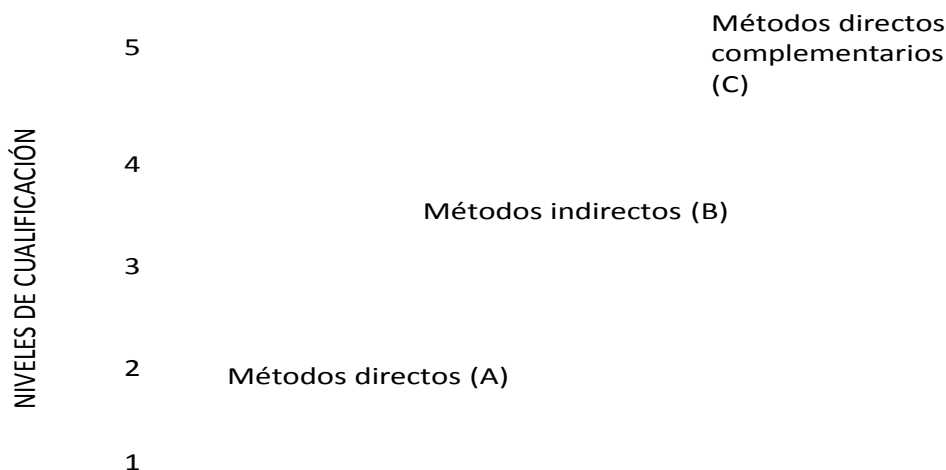 NIVELES DE CUALIFICACIÓN
5
Métodos directos
complementarios
(C)
4
Métodos indirectos (B)
3
2
Métodos directos (A)
1